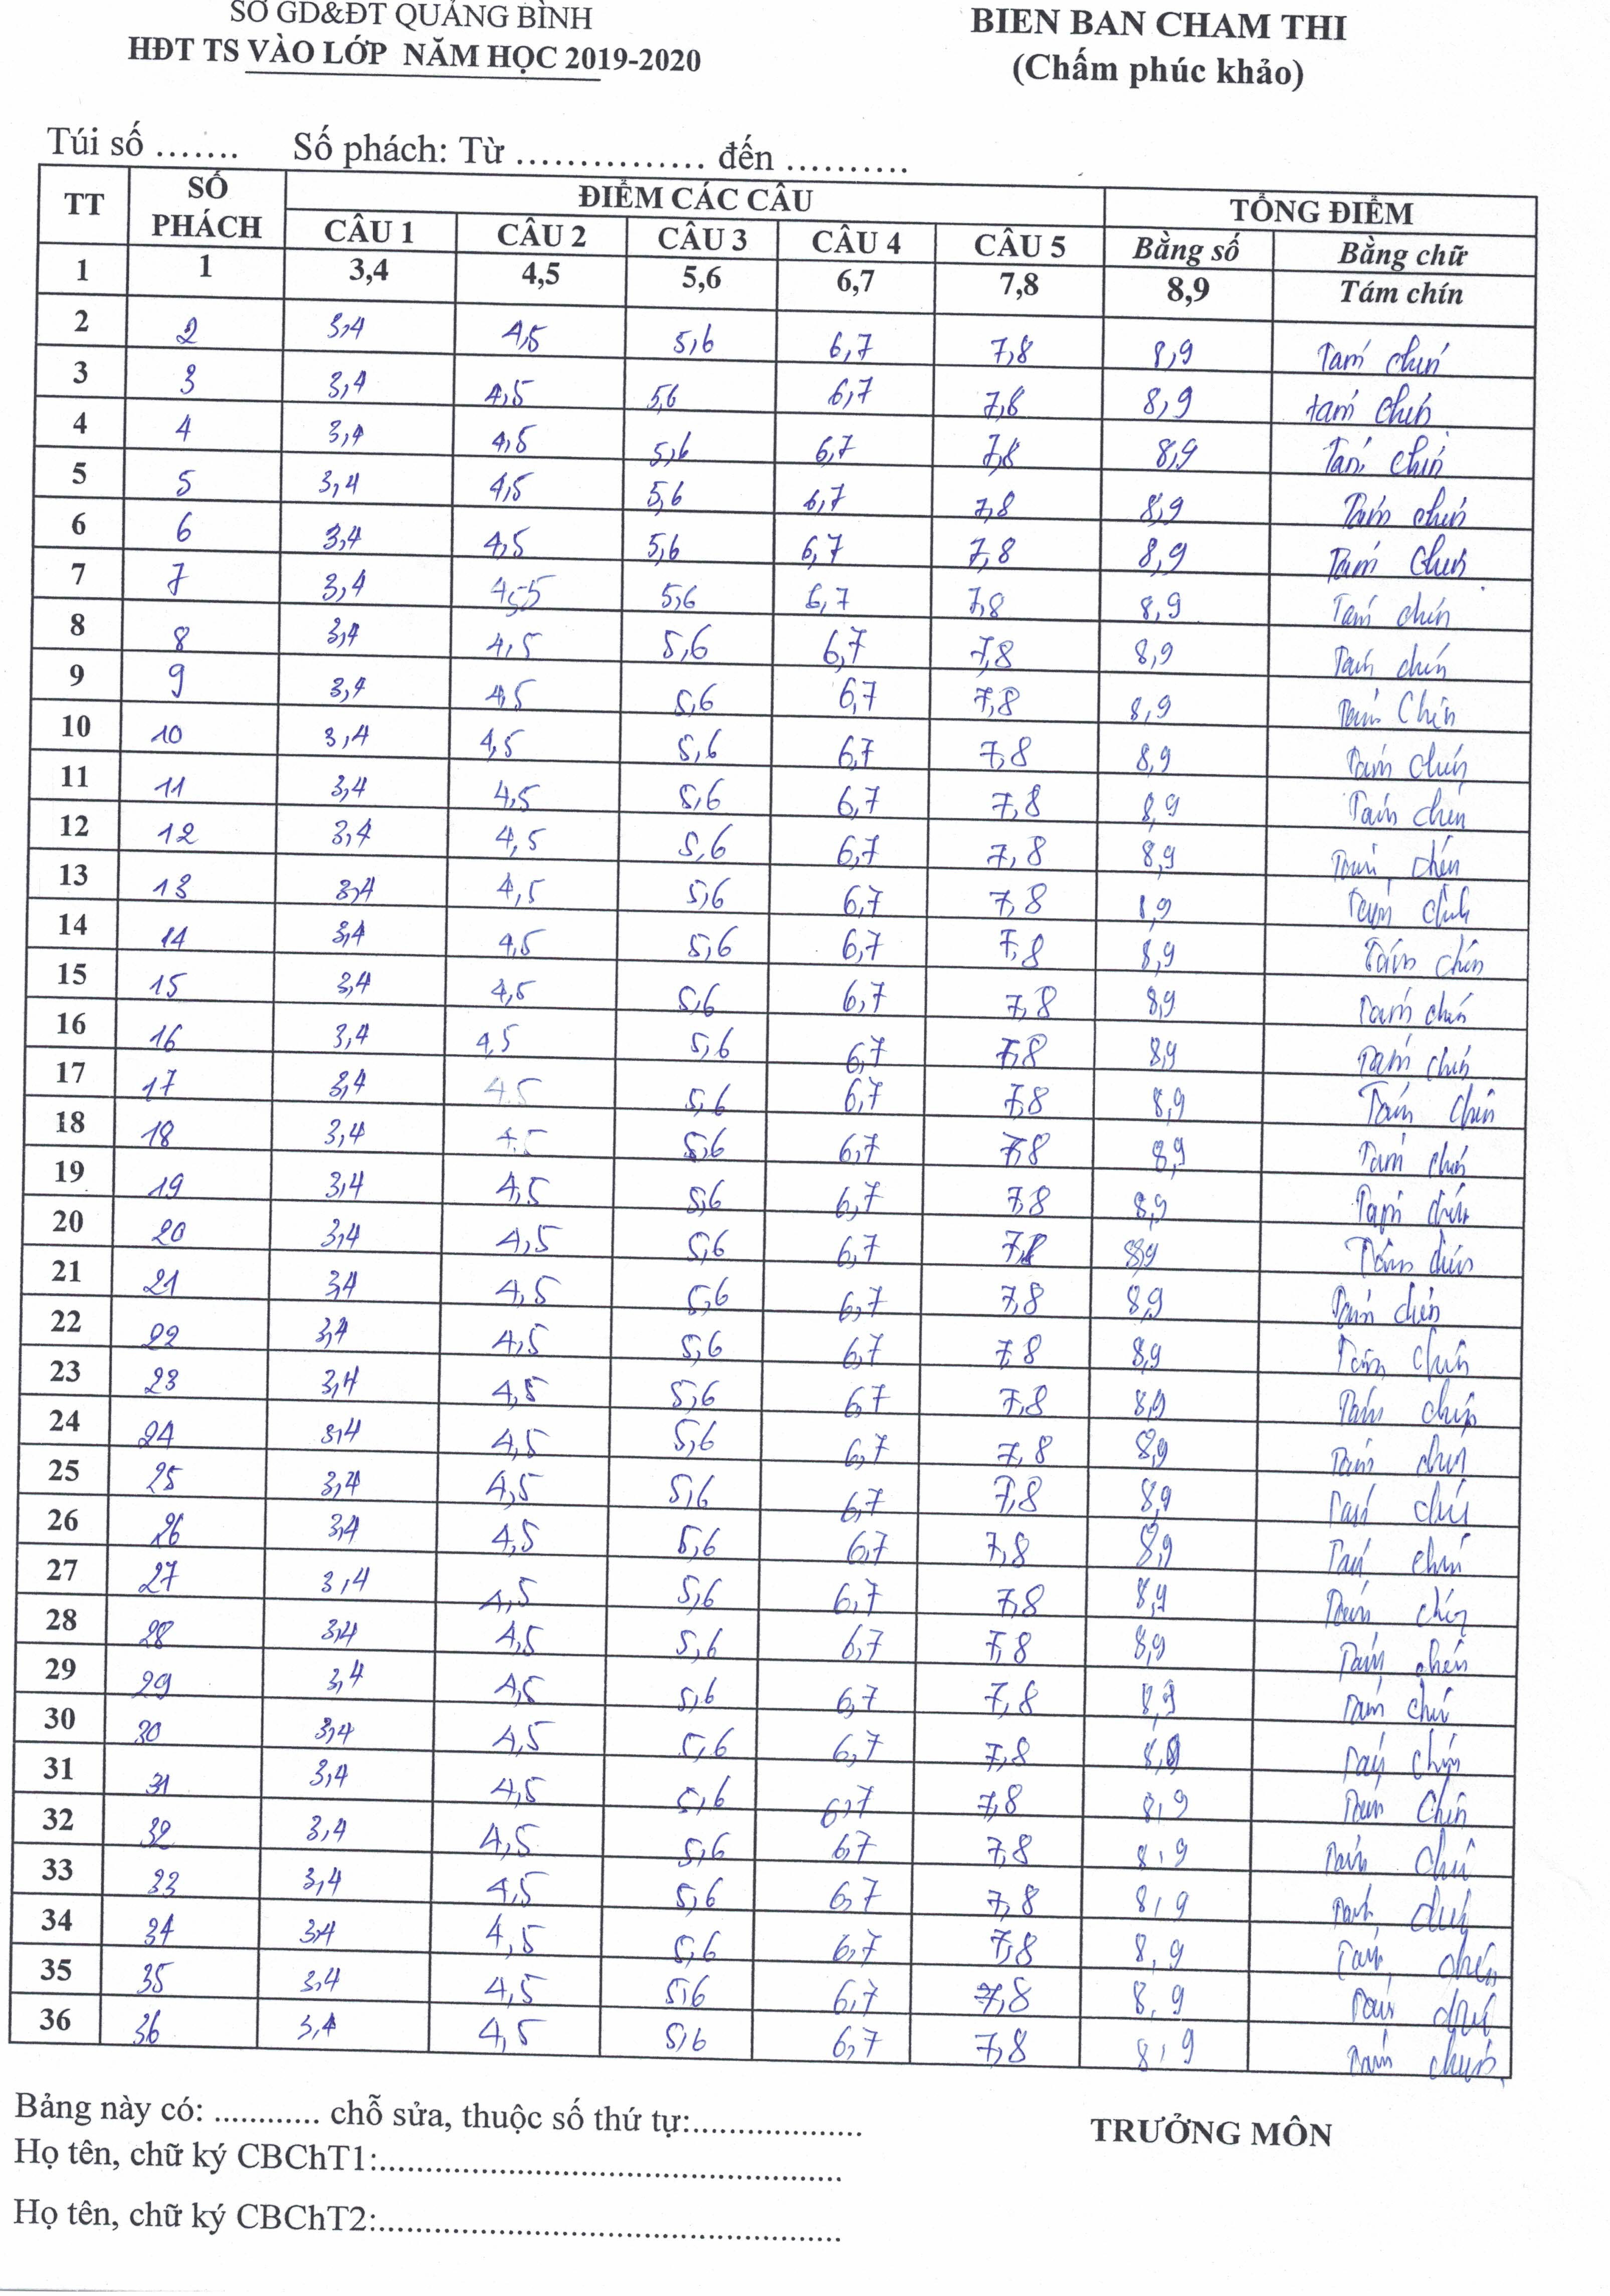 SỞ GD&ĐT QUẢNG BÌNH
HĐT TS VÀO LỚP NĂM HỌC 2019-2020
BIEN BAN CHAM THI
(Chấm phúc khảo)
Túi số ....... Số phách: Từ ............... đến ..........
TT SỐ PHÁCH ĐIỂM CÁC CÂU TỔNG ĐIỂM
CÂU 1 CÂU 2 CÂU 3 CÂU 4 CÂU 5 Bằng số Bằng chữ
1 1 3,4 4,5 5,6 6,7 7,8 8,9 Tám chín
2 2 3,4 4,5 5,6 6,7 7,8 8,9 Tám chín
3 3 3,4 4,5 5,6 6,7 7,8 8,9 tám chín
4 4 3,4 4,5 5,6 6,7 7,8 8,9 Tám chín
5 5 3,4 4,5 5,6 6,7 7,8 8,9 Tám chín
6 6 3,4 4,5 5,6 6,7 7,8 8,9 Tám chín
7 7 3,4 4,5 5,6 6,7 7,8 8,9 Tám chín
8 8 3,4 4,5 5,6 6,7 7,8 8,9 Tám chín
9 9 3,4 4,5 5,6 6,7 7,8 8,9 Tám Chín
10 10 3,4 4,5 5,6 6,7 7,8 8,9 Tám chín
11 11 3,4 4,5 5,6 6,7 7,8 8,9 Tám chín
12 12 3,4 4,5 5,6 6,7 7,8 8,9 Tám chín
13 13 3,4 4,5 5,6 6,7 7,8 8,9 Tám chín
14 14 3,4 4,5 5,6 6,7 7,8 8,9 Tám chín
15 15 3,4 4,5 5,6 6,7 7,8 8,9 Tám chín
16 16 3,4 4,5 5,6 6,7 7,8 8,9 Tám chín
17 17 3,4 4,5 5,6 6,7 7,8 8,9 Tám chín
18 18 3,4 4,5 5,6 6,7 7,8 8,9 Tám chín
19 19 3,4 4,5 5,6 6,7 7,8 8,9 Tám chín
20 20 3,4 4,5 5,6 6,7 7,8 8,9 Tám chín
21 21 3,4 4,5 5,6 6,7 7,8 8,9 Tám chín
22 22 3,4 4,5 5,6 6,7 7,8 8,9 Tám chín
23 23 3,4 4,5 5,6 6,7 7,8 8,9 Tám chín
24 24 3,4 4,5 5,6 6,7 7,8 8,9 Tám chín
25 25 3,4 4,5 5,6 6,7 7,8 8,9 Tám chín
26 26 3,4 4,5 5,6 6,7 7,8 8,9 Tám chín
27 27 3,4 4,5 5,6 6,7 7,8 8,9 Tám chín
28 28 3,4 4,5 5,6 6,7 7,8 8,9 Tám chín
29 29 3,4 4,5 5,6 6,7 7,8 8,9 Tám chín
30 30 3,4 4,5 5,6 6,7 7,8 8,9 Tám chín
31 31 3,4 4,5 5,6 6,7 7,8 8,9 Tám Chín
32 32 3,4 4,5 5,6 6,7 7,8 8,9 Tám chín
33 33 3,4 4,5 5,6 6,7 7,8 8,9 Tám chín
34 34 3,4 4,5 5,6 6,7 7,8 8,9 Tám chín
35 35 3,4 4,5 5,6 6,7 7,8 8,9 Tám chín
36 36 3,4 4,5 5,6 6,7 7,8 8,9 Tám chín
Bảng này có: ............ chỗ sửa, thuộc số thứ tự:...................
TRƯỞNG MÔN
Họ tên, chữ ký CBChT1:..................................................
Họ tên, chữ ký CBChT2:..................................................